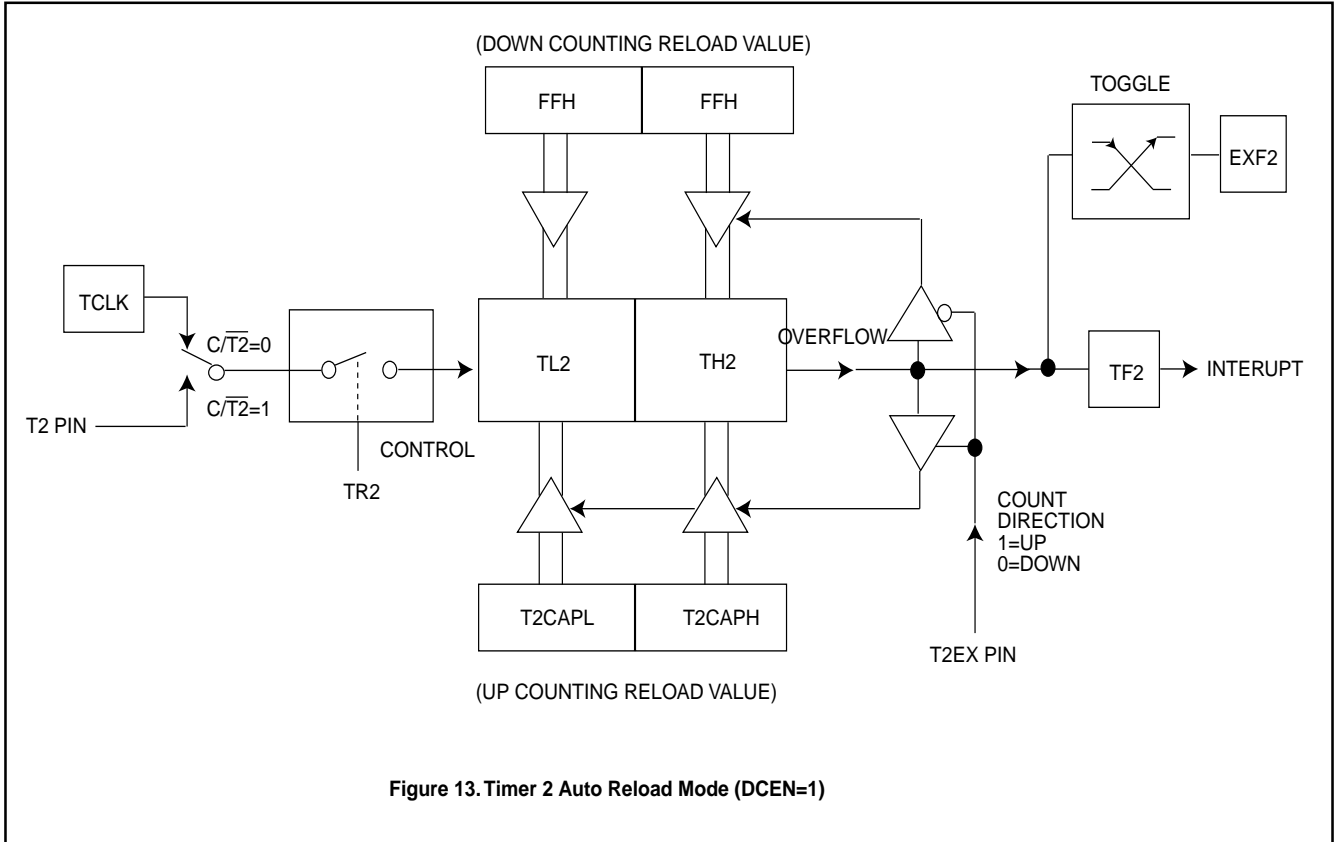 (DOWN COUNTING RELOAD VALUE)
FFH
FFH
TOGGLE
EXF2
TCLK
C/T2=0
C/T2=1
T2 PIN
CONTROL
TR2
TL2
TH2
OVERFLOW
TF2
INTERUPT
COUNT
DIRECTION
1=UP
0=DOWN
T2CAPL
T2CAPH
T2EX PIN
(UP COUNTING RELOAD VALUE)
Figure 13. Timer 2 Auto Reload Mode (DCEN=1)